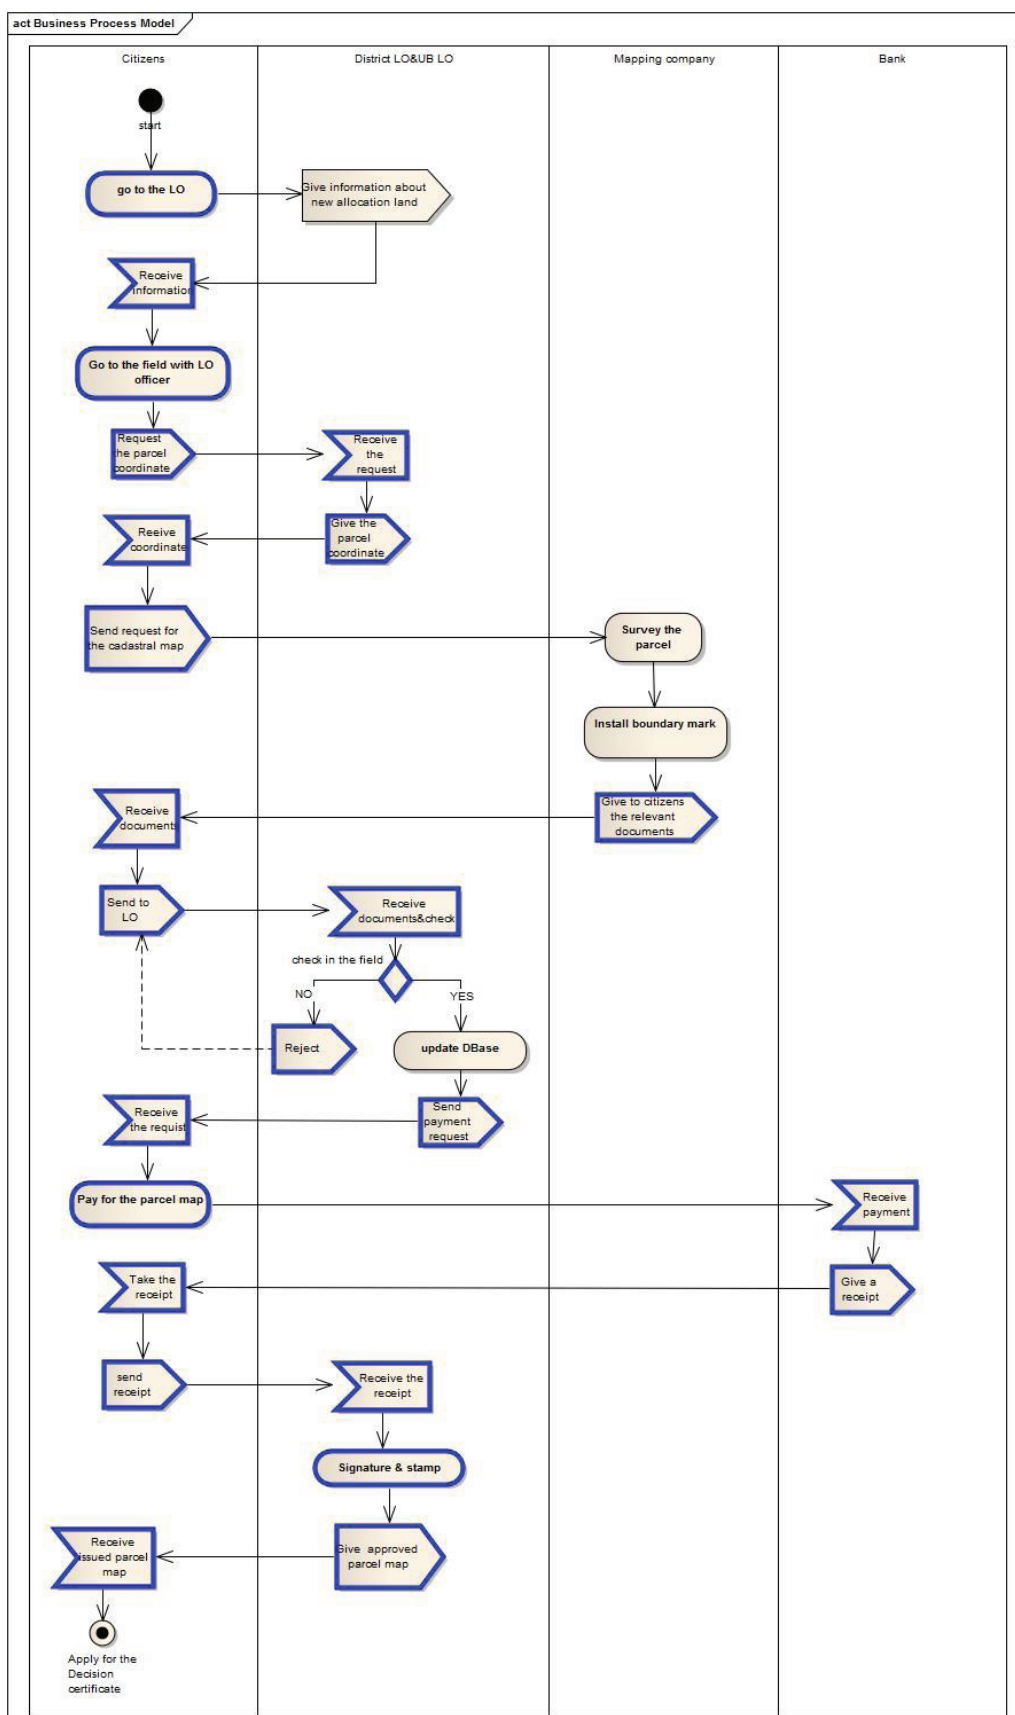 act Business Process Model
Citizens
District LO&UB LO
Mapping company
Bank
start
go to the LO
Give information about
new allocation land
Receive
information
Go to the field with LO
officer
Request
the parcel
coordinate
Receive
the
request
Give the
parcel
coordinate
Reeive
coordinate
Send request for
the cadastral map
Survey the
parcel
Install boundary mark
Give to citizens
the relevant
documents
Receive
documents
Send to
LO
Receive
documents&check
check in the field
NO
YES
Reject
update DBase
Send
payment
request
Receive
the requist
Pay for the parcel map
Receive
payment
Give a
receipt
Take the
receipt
send
receipt
Receive the
receipt
Signature & stamp
Give approved
parcel map
Receive
issued parcel
map
Apply for the
Decision
certificate